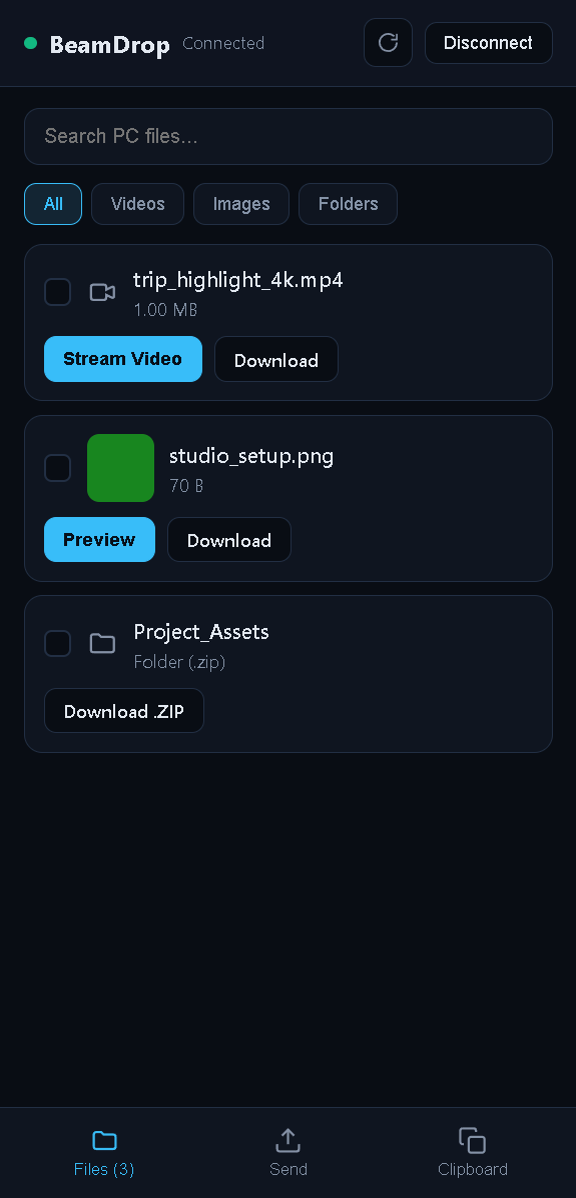 BeamDrop Connected Disconnect
Search PC files...
All Videos Images Folders
trip_highlight_4k.mp4
1.00 MB
Stream Video Download
studio_setup.png
70 B
Preview Download
Project_Assets
Folder (.zip)
Download .ZIP
Files (3) Send Clipboard